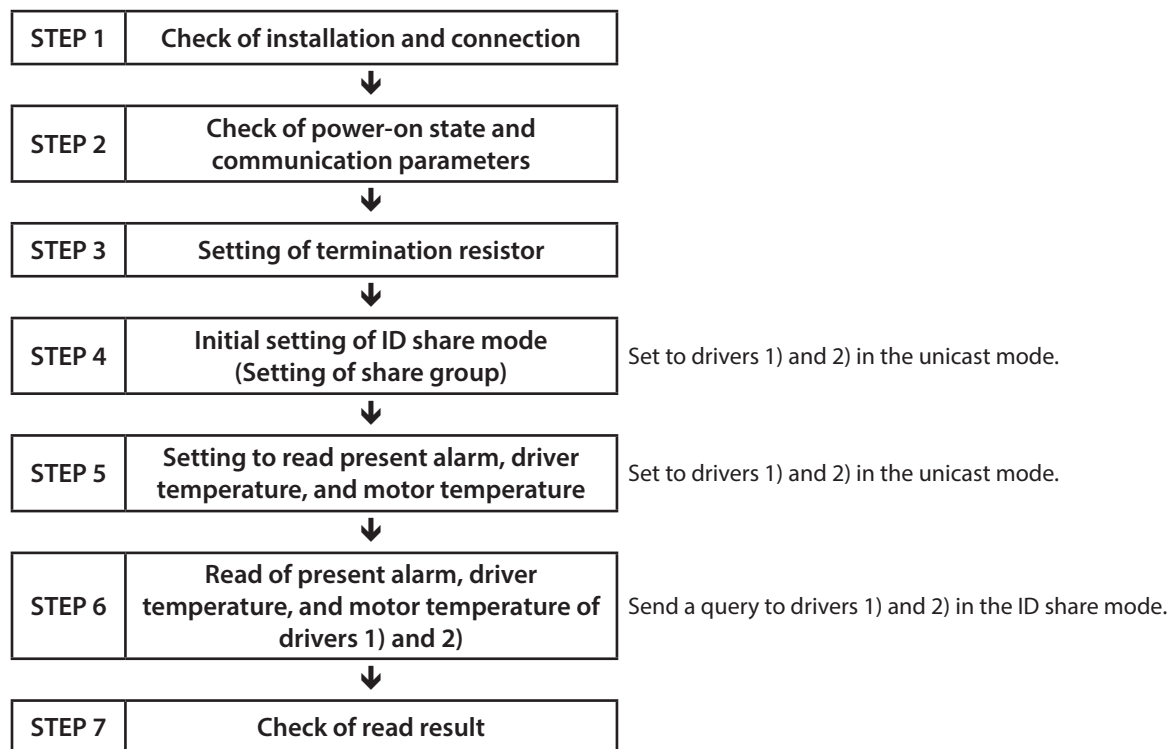 STEP 1 Check of installation and connection
STEP 2 Check of power-on state and
communication parameters
STEP 3 Setting of termination resistor
STEP 4 Initial setting of ID share mode
(Setting of share group)
Set to drivers 1) and 2) in the unicast mode.
STEP 5 Setting to read present alarm, driver
temperature, and motor temperature
Set to drivers 1) and 2) in the unicast mode.
STEP 6 Read of present alarm, driver
temperature, and motor temperature of
drivers 1) and 2)
Send a query to drivers 1) and 2) in the ID share mode.
STEP 7 Check of read result